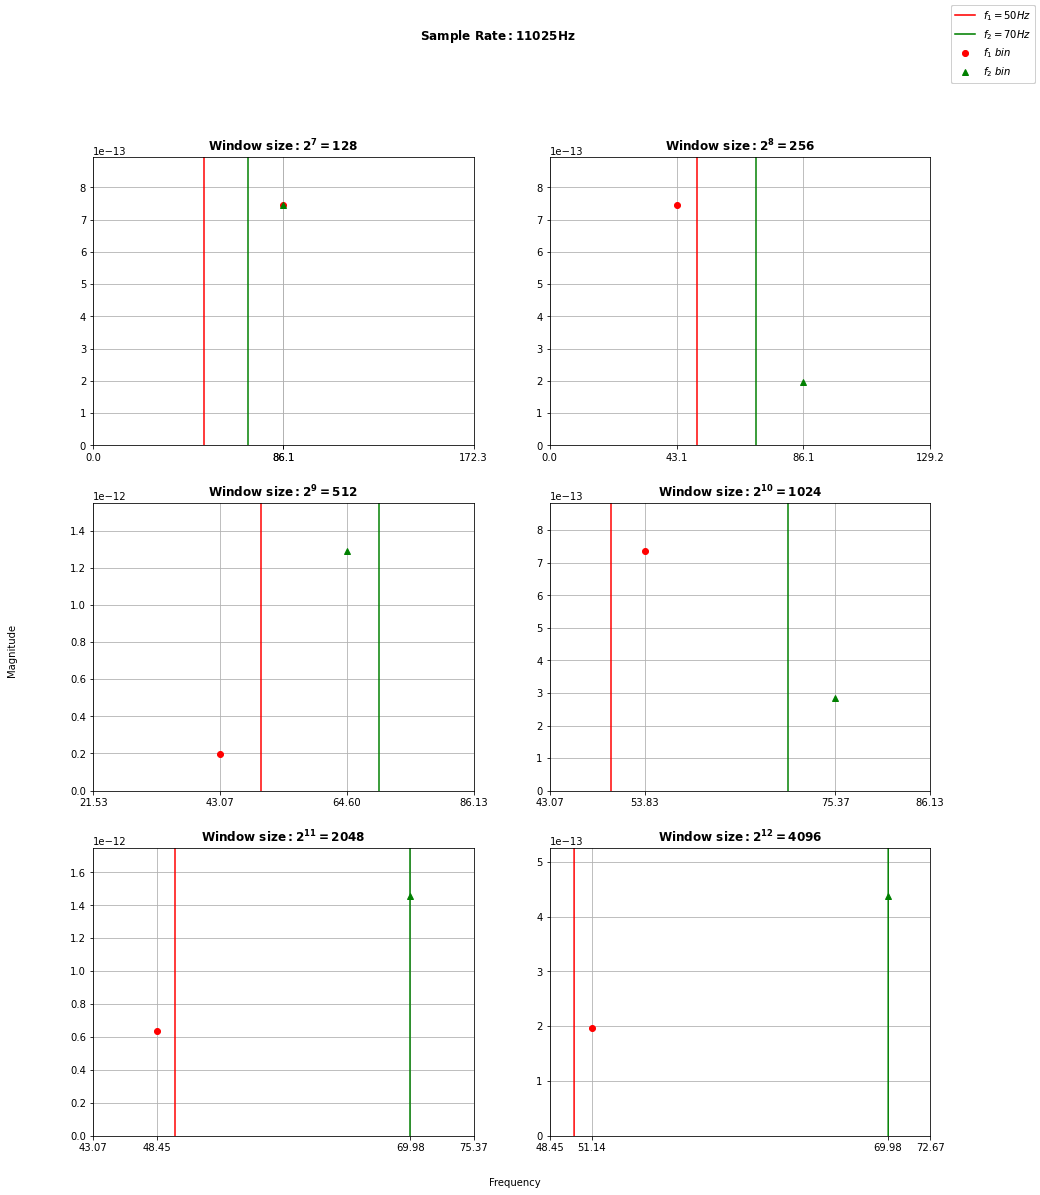 Sample Rate: 11025Hz
f₁ = 50Hz
f₂ = 70Hz
f₁ bin
f₂ bin
Window size: 2⁷ = 128
1e−13
8
7
6
5
4
3
2
1
0
0.0 86.1 172.3
Window size: 2⁸ = 256
1e−13
8
7
6
5
4
3
2
1
0
0.0 43.1 86.1 129.2
Window size: 2⁹ = 512
1e−12
1.4
1.2
1.0
0.8
0.6
0.4
0.2
0.0
21.53 43.07 64.60 86.13
Window size: 2¹⁰ = 1024
1e−13
8
7
6
5
4
3
2
1
0
43.07 53.83 75.37 86.13
Magnitude
Window size: 2¹¹ = 2048
1e−12
1.6
1.4
1.2
1.0
0.8
0.6
0.4
0.2
0.0
43.07 48.45 69.98 75.37
Window size: 2¹² = 4096
1e−13
5
4
3
2
1
0
48.45 51.14 69.98 72.67
Frequency